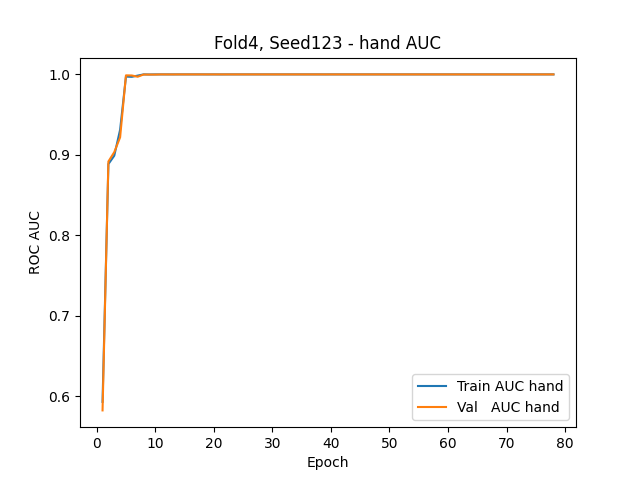 Fold4, Seed123 - hand AUC
1.0
0.9
0.8
0.7
0.6
ROC AUC
Train AUC hand
Val   AUC hand
0 10 20 30 40 50 60 70 80
Epoch